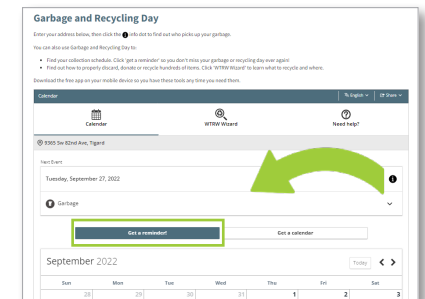 Garbage and Recycling Day
Enter your address below, then click the i info dot to find out who picks up your garbage.
You can also use Garbage and Recycling Day to:
• Find your collection schedule. Click 'get a reminder' so you don't miss your garbage or recycling day ever again!
• Find out how to properly discard, donate or recycle hundreds of items. Click 'WTRW Wizard' to learn what to recycle and where.
Download the free app on your mobile device so you have these tools any time you need them.
Calendar English Share
Calendar WTRW Wizard Need help?
9585 Sw 82nd Ave, Tigard
Next Event
Tuesday, September 27, 2022
Garbage
Get a reminder! Get a calendar
September 2022 Today
Sun Mon Tue Wed Thu Fri Sat
28 29 30 31 1 2 3